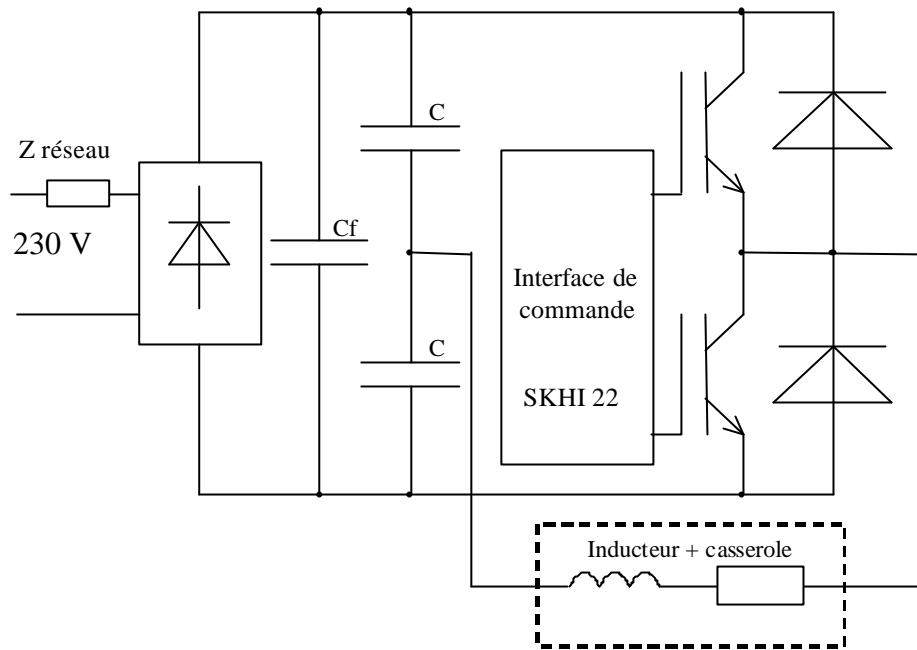 C
Z réseau
230 V
Cf
Interface de
commande
C
SKHI 22
Inducteur + casserole